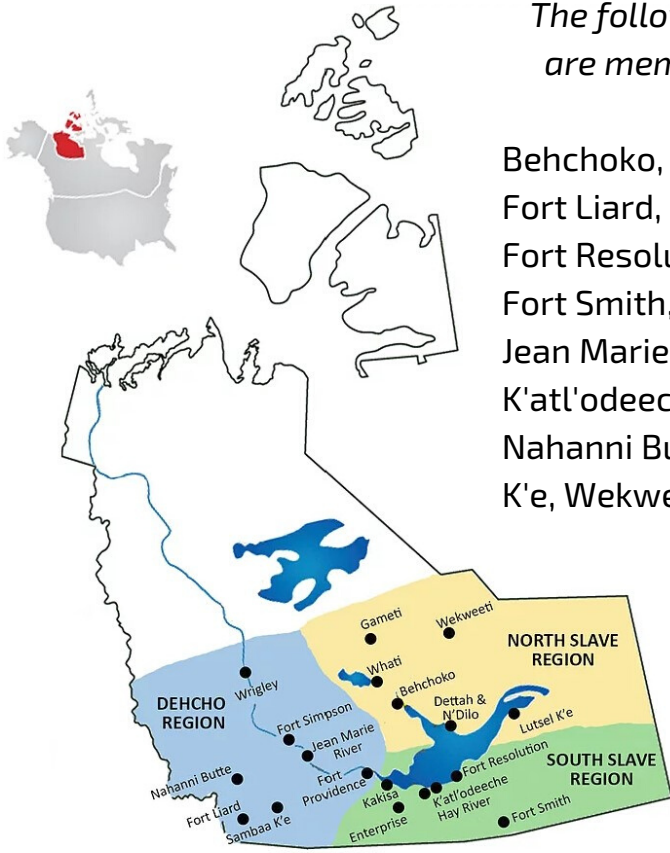 The follo
are men
Behchoko,
Fort Liard,
Fort Resolu
Fort Smith,
Jean Marie
K'atl'odeec
Nahanni Bu
K'e, Wekwe
Gameti
Wekweeti
NORTH SLAVE
REGION
Whati
Behchoko
Wrigley
DEHCHO
REGION
Dettah &
N'Dilo
Lutsel K'e
Fort Simpson
Jean Marie
River
SOUTH SLAVE
REGION
Fort Resolution
Nahanni Butte
Fort
Providence
Kakisa
K'atl'odeeche
Hay River
Fort Liard
Sambaa K'e
Enterprise
Fort Smith